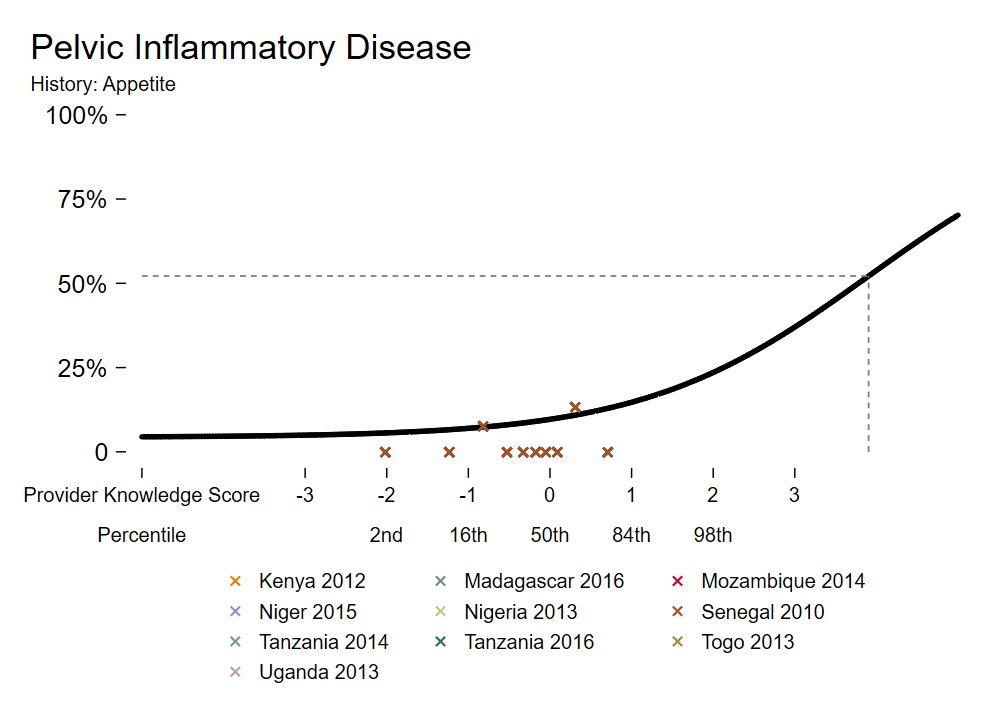 Pelvic Inflammatory Disease
History: Appetite
100%
75%
50%
25%
0
Provider Knowledge Score -3 -2 -1 0 1 2 3
Percentile 2nd 16th 50th 84th 98th
Kenya 2012 Madagascar 2016 Mozambique 2014
Niger 2015 Nigeria 2013 Senegal 2010
Tanzania 2014 Tanzania 2016 Togo 2013
Uganda 2013